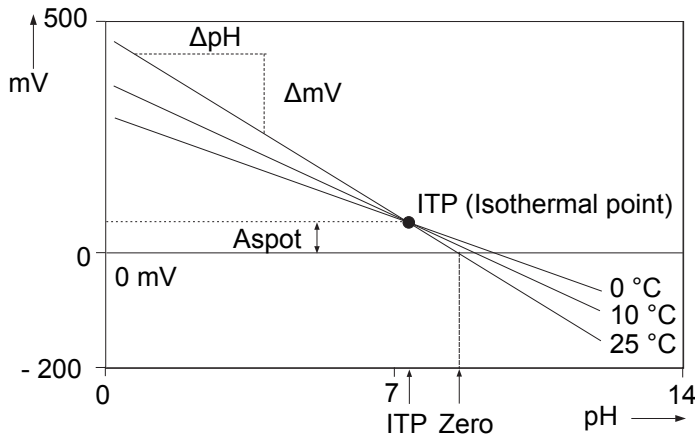 500
ΔpH
mV
ΔmV
ITP (Isothermal point)
Aspot
0
0 mV
0 °C
10 °C
25 °C
- 200
0
7
14
ITP Zero
pH